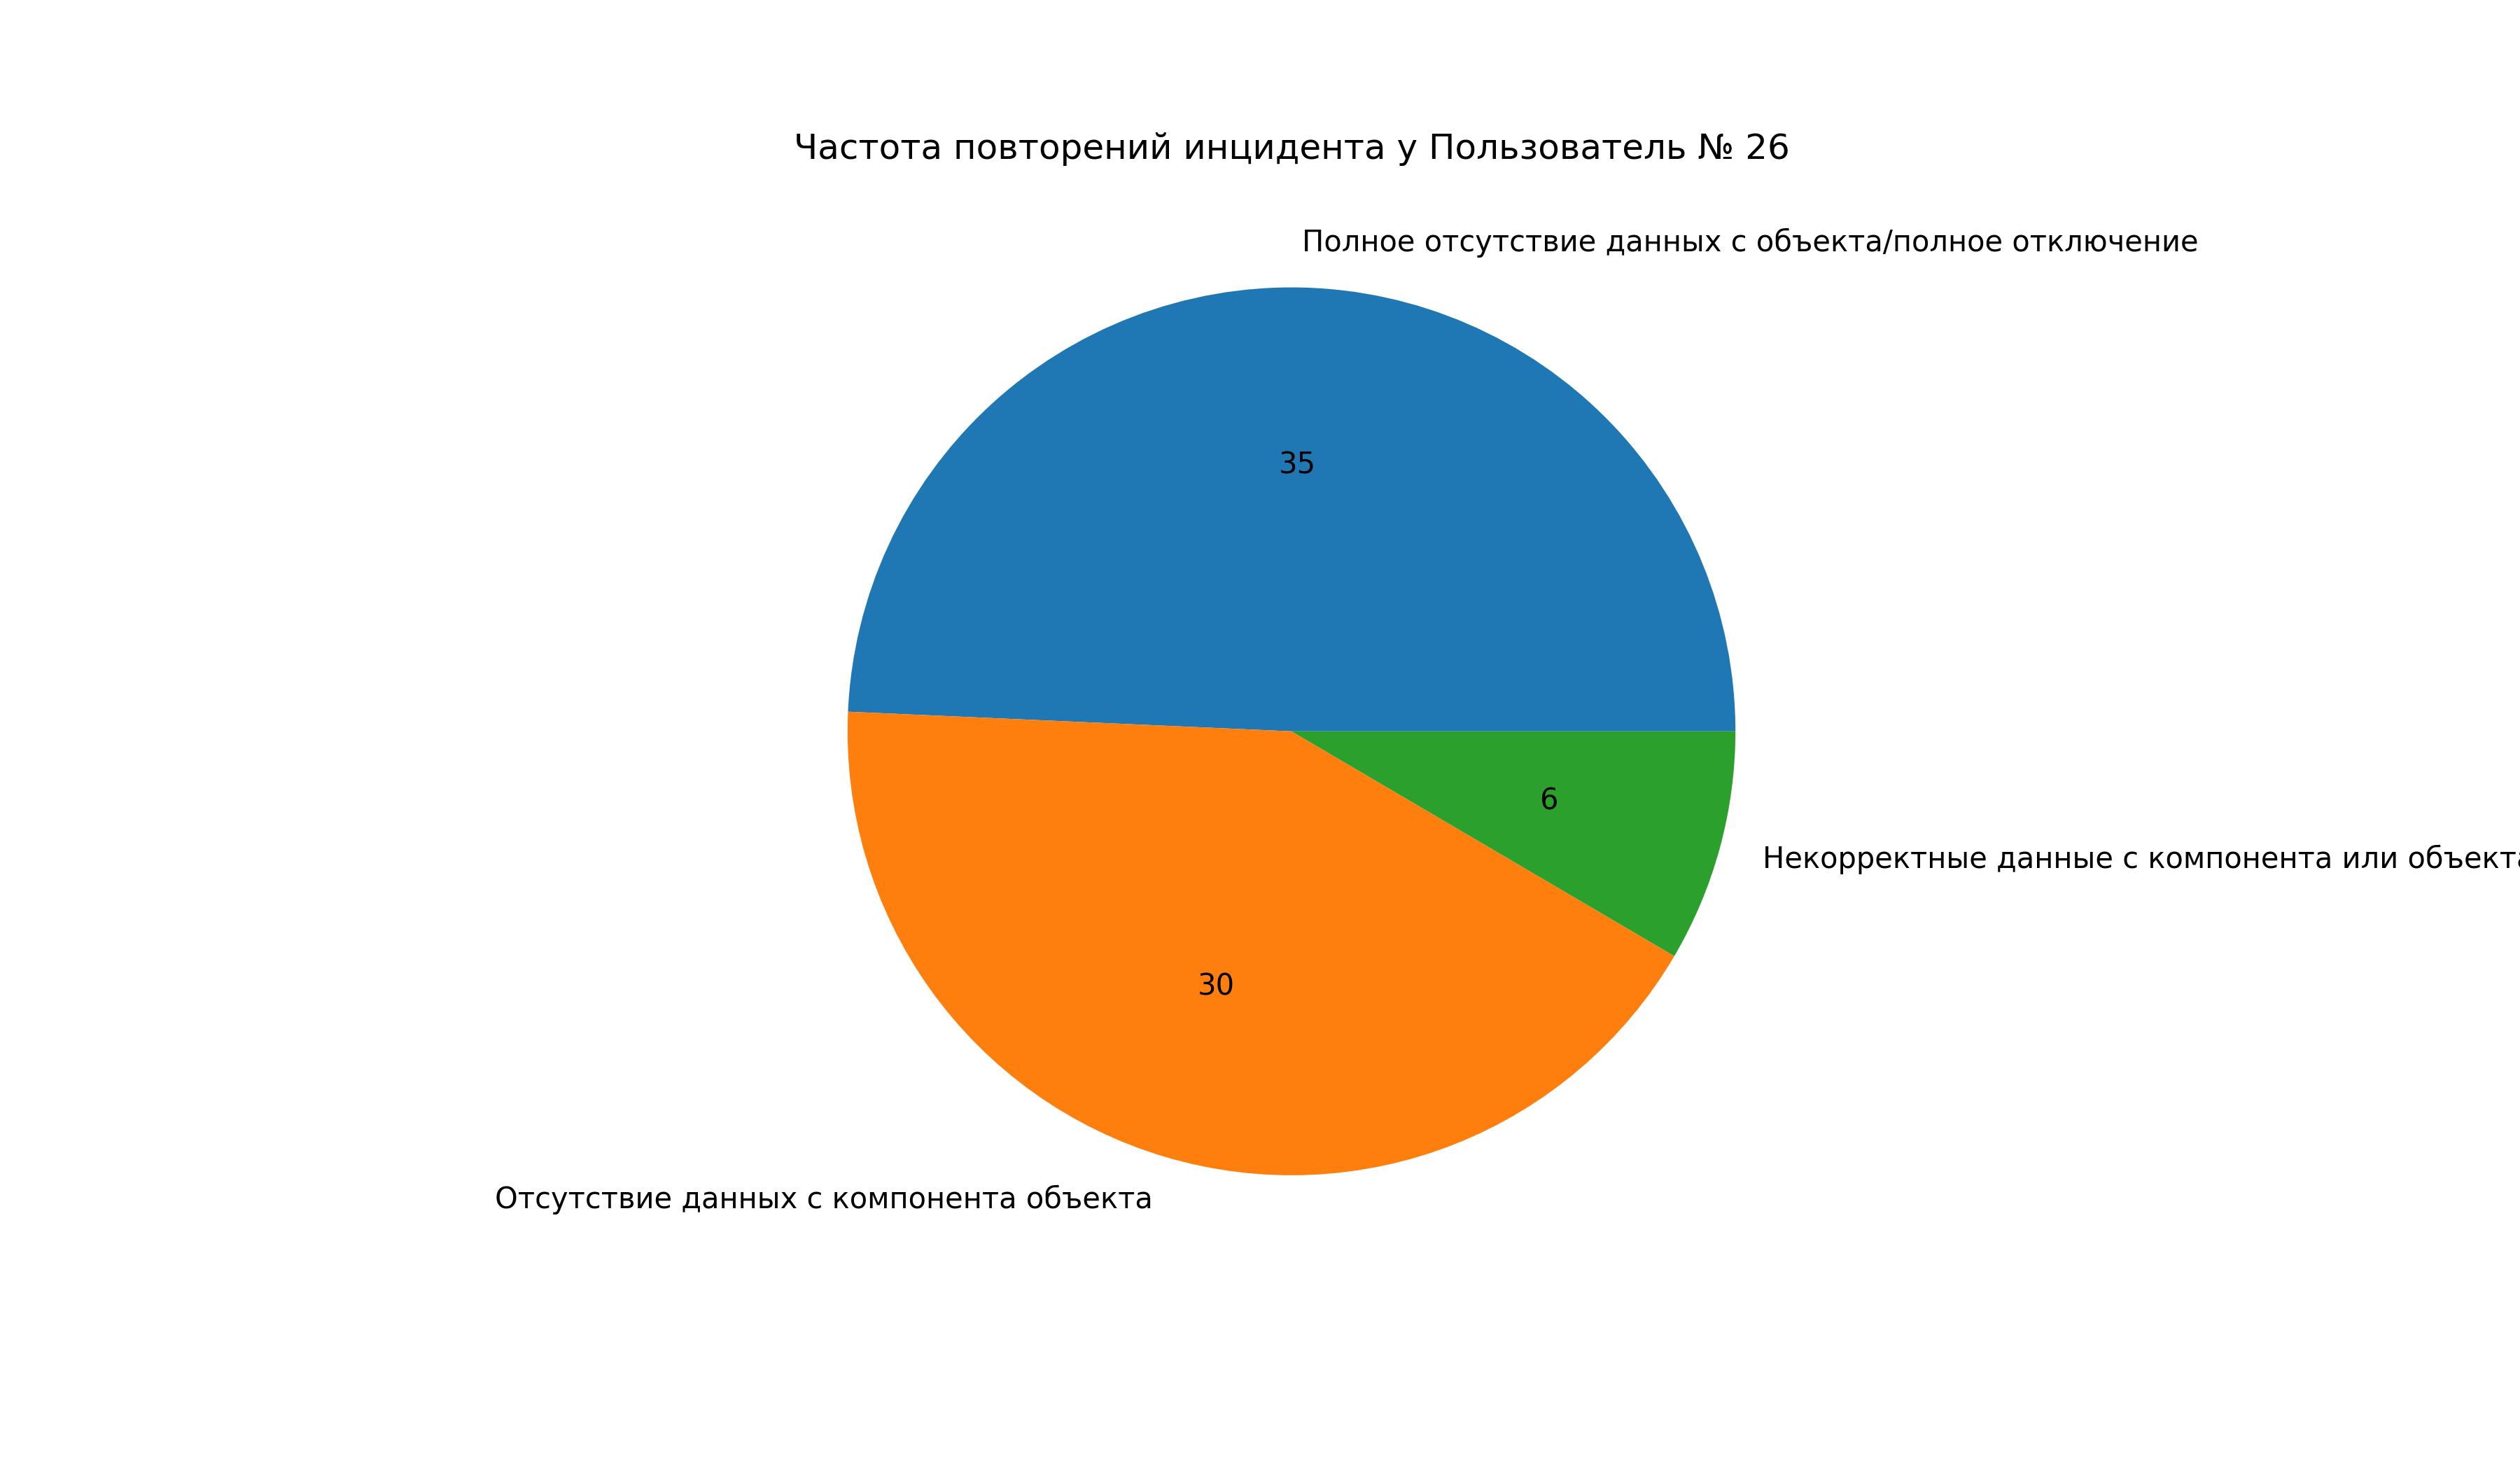 Частота повторений инцидента у Пользователь № 26
Полное отсутствие данных с объекта/полное отключение
35
6
Некорректные данные с компонента или объекта
30
Отсутствие данных с компонента объекта